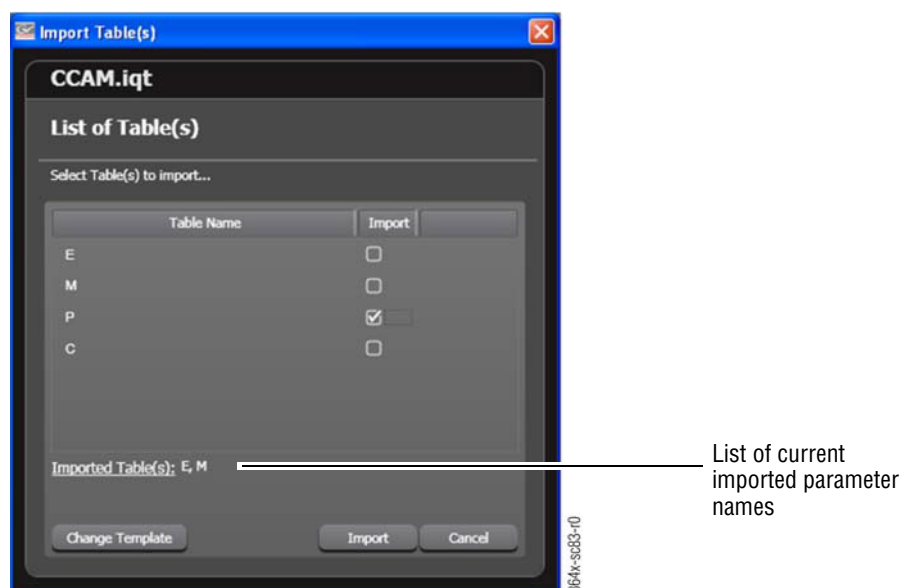 Import Table(s)
CCAM.iqt
List of Table(s)
Select Table(s) to import...
Table Name Import
E
M
P
C
Imported Table(s): E, M
Change Template Import Cancel
List of current
imported parameter
names
d64x-sc83-r0